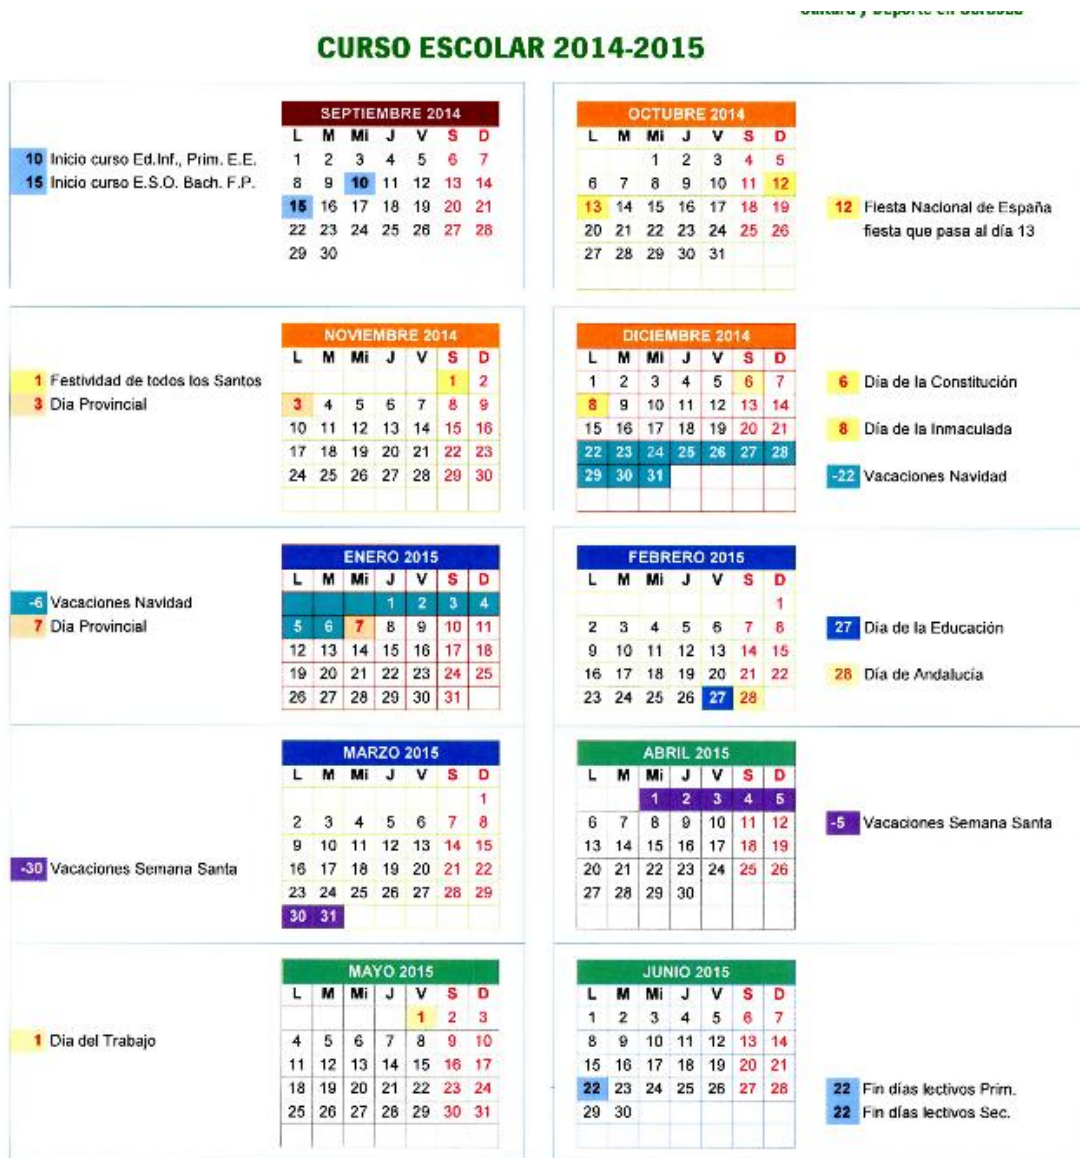 CURSO ESCOLAR 2014-2015
10 Inicio curso Ed.Inf., Prim. E.E.
15 Inicio curso E.S.O. Bach. F.P.
SEPTIEMBRE 2014
L M Mi J V S D
1 2 3 4 5 6 7
8 9 10 11 12 13 14
15 16 17 18 19 20 21
22 23 24 25 26 27 28
29 30
OCTUBRE 2014
L M Mi J V S D
1 2 3 4 5
6 7 8 9 10 11 12
13 14 15 16 17 18 19
20 21 22 23 24 25 26
27 28 29 30 31
12 Fiesta Nacional de España
fiesta que pasa al día 13
1 Festividad de todos los Santos
3 Día Provincial
NOVIEMBRE 2014
L M Mi J V S D
1 2
3 4 5 6 7 8 9
10 11 12 13 14 15 16
17 18 19 20 21 22 23
24 25 26 27 28 29 30
DICIEMBRE 2014
L M Mi J V S D
1 2 3 4 5 6 7
8 9 10 11 12 13 14
15 16 17 18 19 20 21
22 23 24 25 26 27 28
29 30 31
6 Día de la Constitución
8 Día de la Inmaculada
-22 Vacaciones Navidad
-6 Vacaciones Navidad
7 Día Provincial
ENERO 2015
L M Mi J V S D
1 2 3 4
5 6 7 8 9 10 11
12 13 14 15 16 17 18
19 20 21 22 23 24 25
26 27 28 29 30 31
FEBRERO 2015
L M Mi J V S D
1
2 3 4 5 6 7 8
9 10 11 12 13 14 15
16 17 18 19 20 21 22
23 24 25 26 27 28
27 Día de la Educación
28 Día de Andalucía
-30 Vacaciones Semana Santa
MARZO 2015
L M Mi J V S D
1
2 3 4 5 6 7 8
9 10 11 12 13 14 15
16 17 18 19 20 21 22
23 24 25 26 27 28 29
30 31
ABRIL 2015
L M Mi J V S D
1 2 3 4 5
6 7 8 9 10 11 12
13 14 15 16 17 18 19
20 21 22 23 24 25 26
27 28 29 30
-5 Vacaciones Semana Santa
1 Día del Trabajo
MAYO 2015
L M Mi J V S D
1 2 3
4 5 6 7 8 9 10
11 12 13 14 15 16 17
18 19 20 21 22 23 24
25 26 27 28 29 30 31
JUNIO 2015
L M Mi J V S D
1 2 3 4 5 6 7
8 9 10 11 12 13 14
15 16 17 18 19 20 21
22 23 24 25 26 27 28
29 30
22 Fin días lectivos Prim.
22 Fin días lectivos Sec.